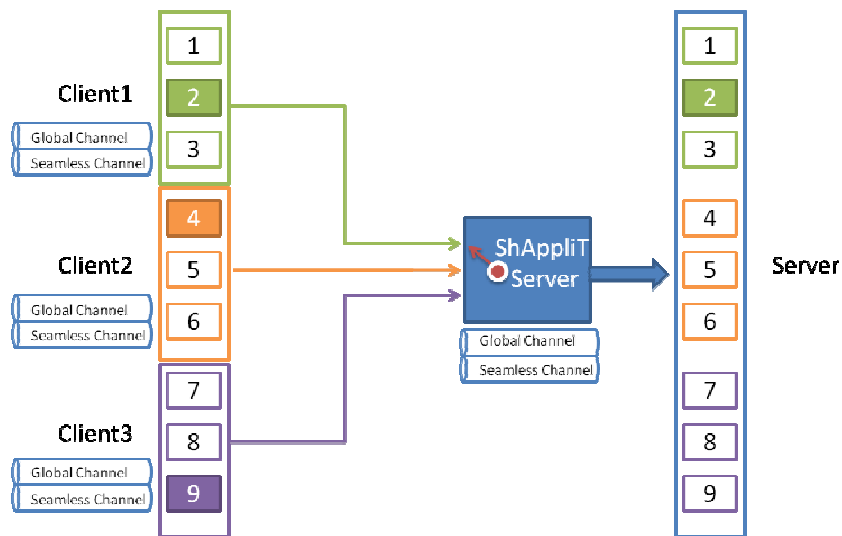 Client1
Global Channel
Seamless Channel
1
2
3
Client2
Global Channel
Seamless Channel
4
5
6
Client3
Global Channel
Seamless Channel
7
8
9
ShAppliT
Server
Global Channel
Seamless Channel
1
2
3
4
5
6
7
8
9
Server